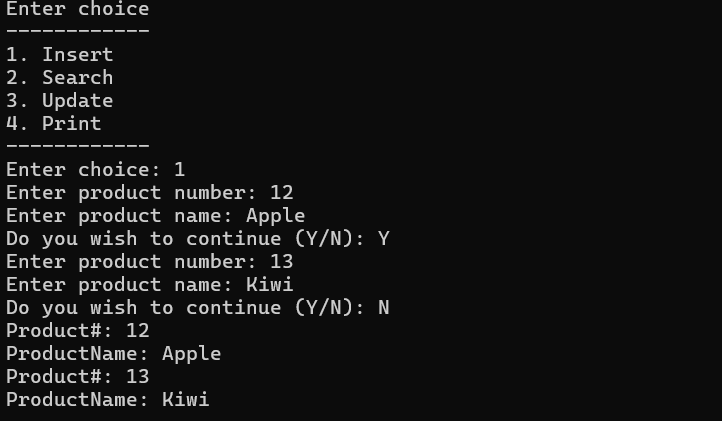 Enter choice
------------
1. Insert
2. Search
3. Update
4. Print
------------
Enter choice: 1
Enter product number: 12
Enter product name: Apple
Do you wish to continue (Y/N): Y
Enter product number: 13
Enter product name: Kiwi
Do you wish to continue (Y/N): N
Product#: 12
ProductName: Apple
Product#: 13
ProductName: Kiwi